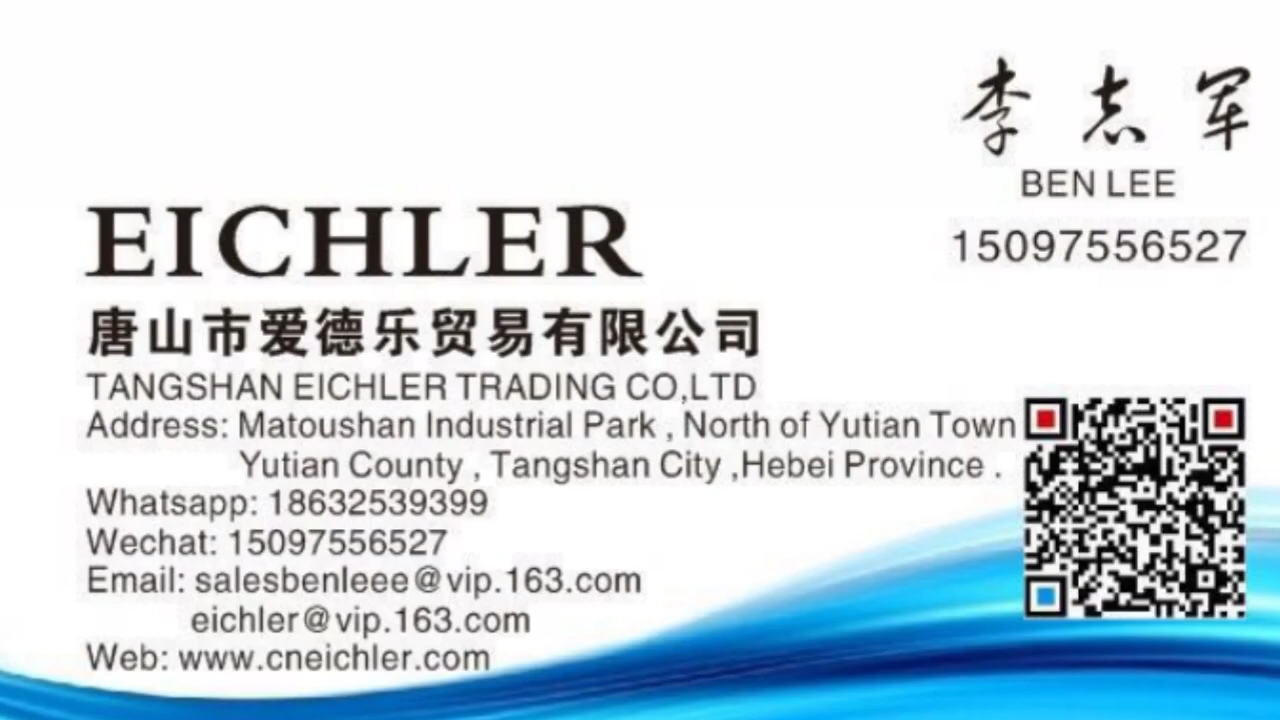 李志军
BEN LEE
15097556527
EICHLER
唐山市爱德乐贸易有限公司
TANGSHAN EICHLER TRADING CO,LTD
Address: Matoushan Industrial Park , North of Yutian Town
Yutian County , Tangshan City ,Hebei Province .
Whatsapp: 18632539399
Wechat: 15097556527
Email: salesbenleee@vip.163.com
eichler@vip.163.com
Web: www.cneichler.com